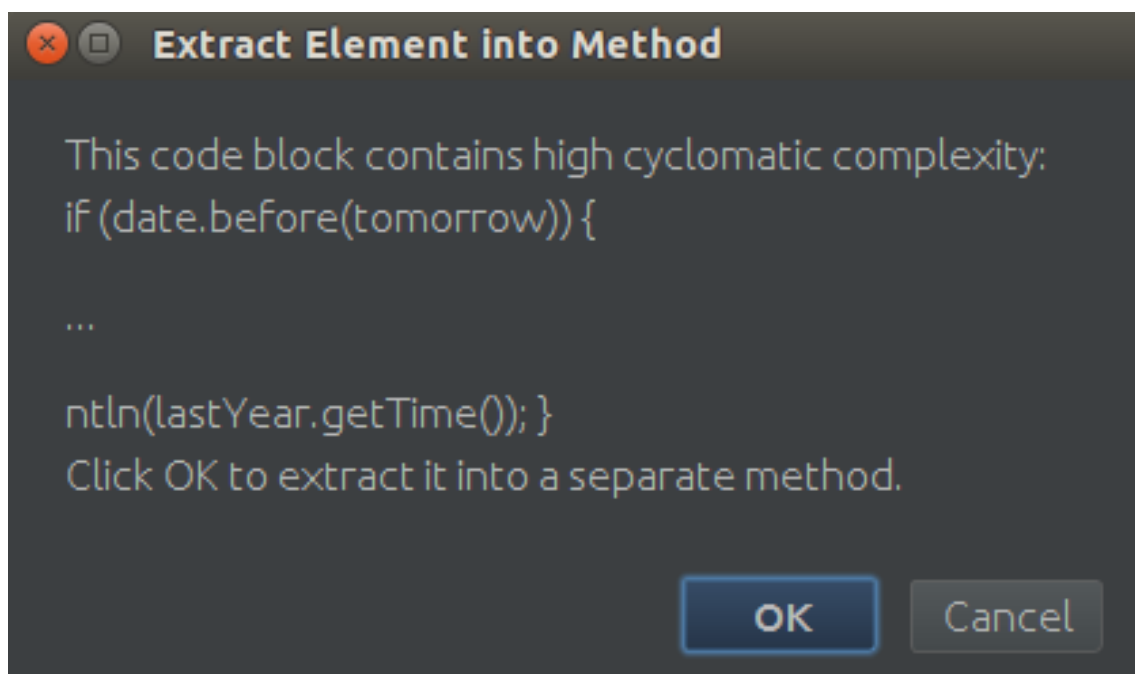 Extract Element into Method
This code block contains high cyclomatic complexity:
if (date.before(tomorrow)) {
...
ntln(lastYear.getTime()); }
Click OK to extract it into a separate method.
OK Cancel